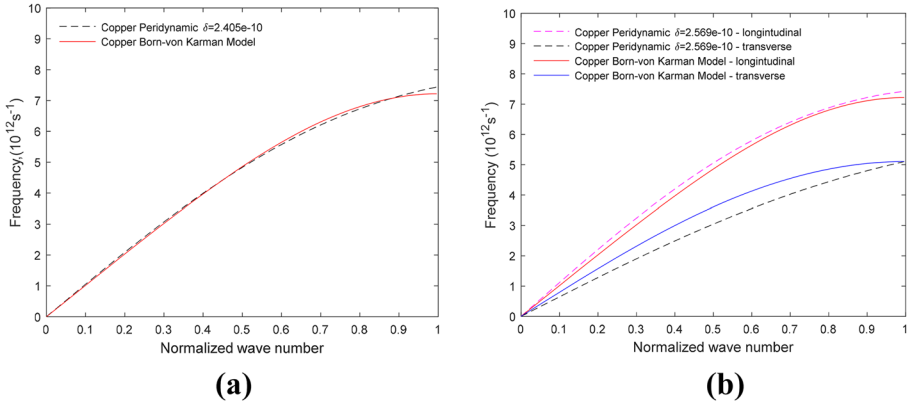 Copper Peridynamic δ=2.405e-10
Copper Born-von Karman Model
10
9
8
7
6
5
4
3
2
1
0
Frequency,(10^12s^-1)
0 0.1 0.2 0.3 0.4 0.5 0.6 0.7 0.8 0.9 1
Normalized wave number
(a)
Copper Peridynamic δ=2.569e-10 - longintudinal
Copper Peridynamic δ=2.569e-10 - transverse
Copper Born-von Karman Model - longintudinal
Copper Born-von Karman Model - transverse
10
9
8
7
6
5
4
3
2
1
0
Frequency (10^12s^-1)
0 0.1 0.2 0.3 0.4 0.5 0.6 0.7 0.8 0.9 1
Normalized wave number
(b)